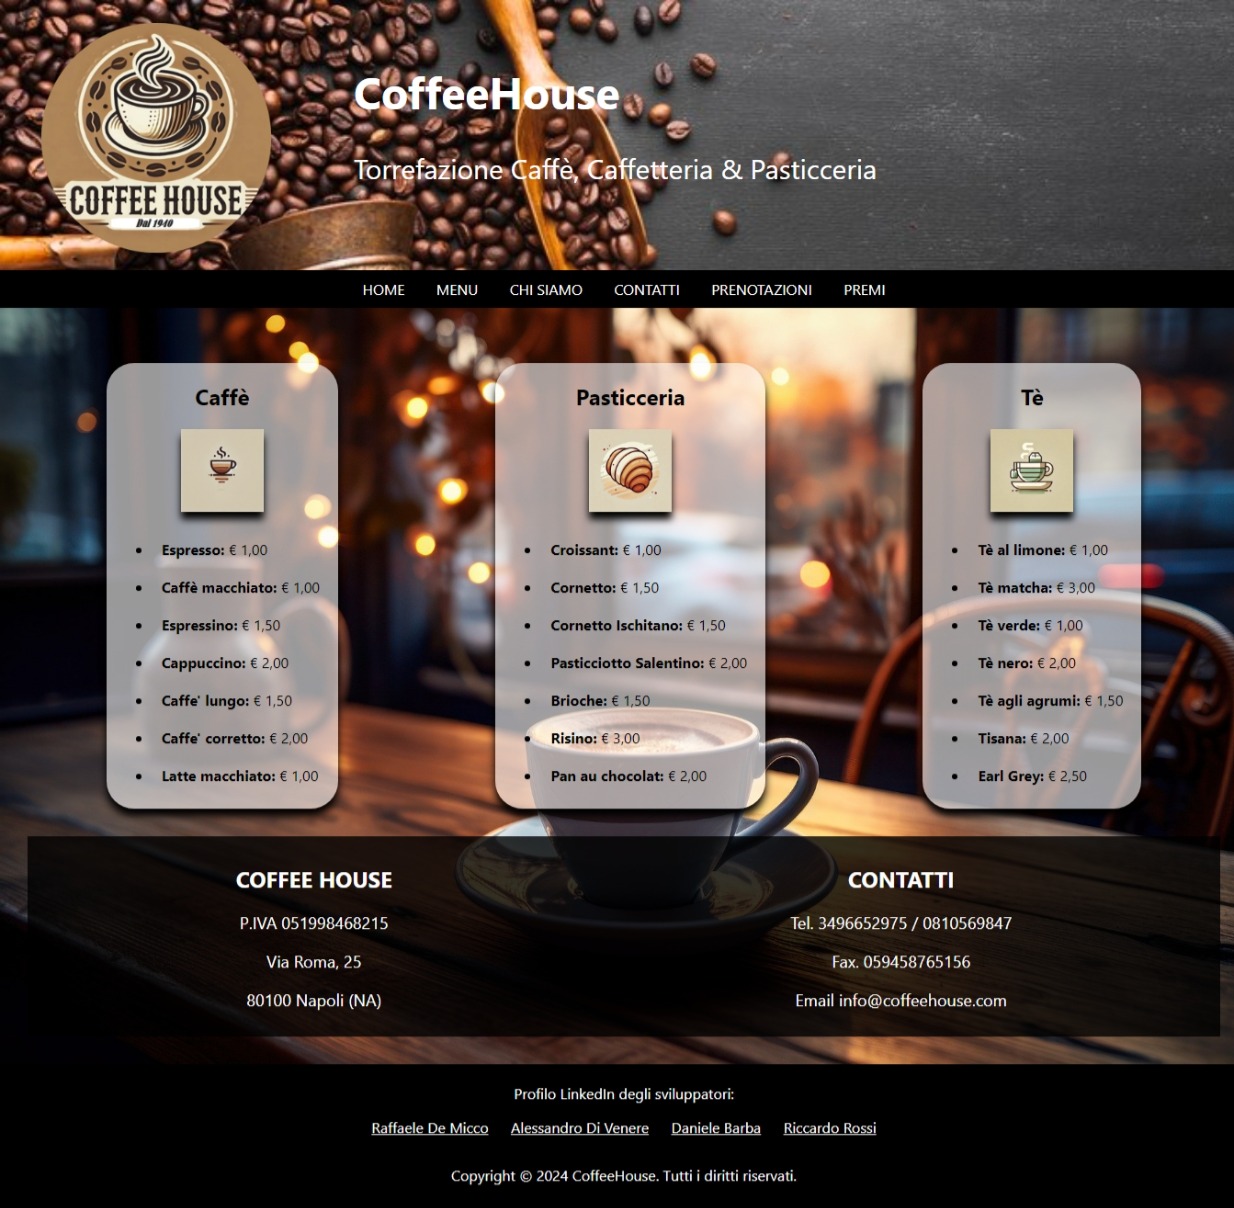 COFFEE HOUSE
Dal 1940
CoffeeHouse
Torrefazione Caffè, Caffetteria & Pasticceria
HOME MENU CHI SIAMO CONTATTI PRENOTAZIONI PREMI
Caffè
Espresso: € 1,00
Caffè macchiato: € 1,00
Espressino: € 1,50
Cappuccino: € 2,00
Caffe' lungo: € 1,50
Caffe' corretto: € 2,00
Latte macchiato: € 1,00
Pasticceria
Croissant: € 1,00
Cornetto: € 1,50
Cornetto Ischitano: € 1,50
Pasticciotto Salentino: € 2,00
Brioche: € 1,50
Risino: € 3,00
Pan au chocolat: € 2,00
Tè
Tè al limone: € 1,00
Tè matcha: € 3,00
Tè verde: € 1,00
Tè nero: € 2,00
Tè agli agrumi: € 1,50
Tisana: € 2,00
Earl Grey: € 2,50
COFFEE HOUSE
P.IVA 051998468215
Via Roma, 25
80100 Napoli (NA)
CONTATTI
Tel. 3496652975 / 0810569847
Fax. 059458765156
Email info@coffeehouse.com
Profilo LinkedIn degli sviluppatori:
Raffaele De Micco Alessandro Di Venere Daniele Barba Riccardo Rossi
Copyright © 2024 CoffeeHouse. Tutti i diritti riservati.